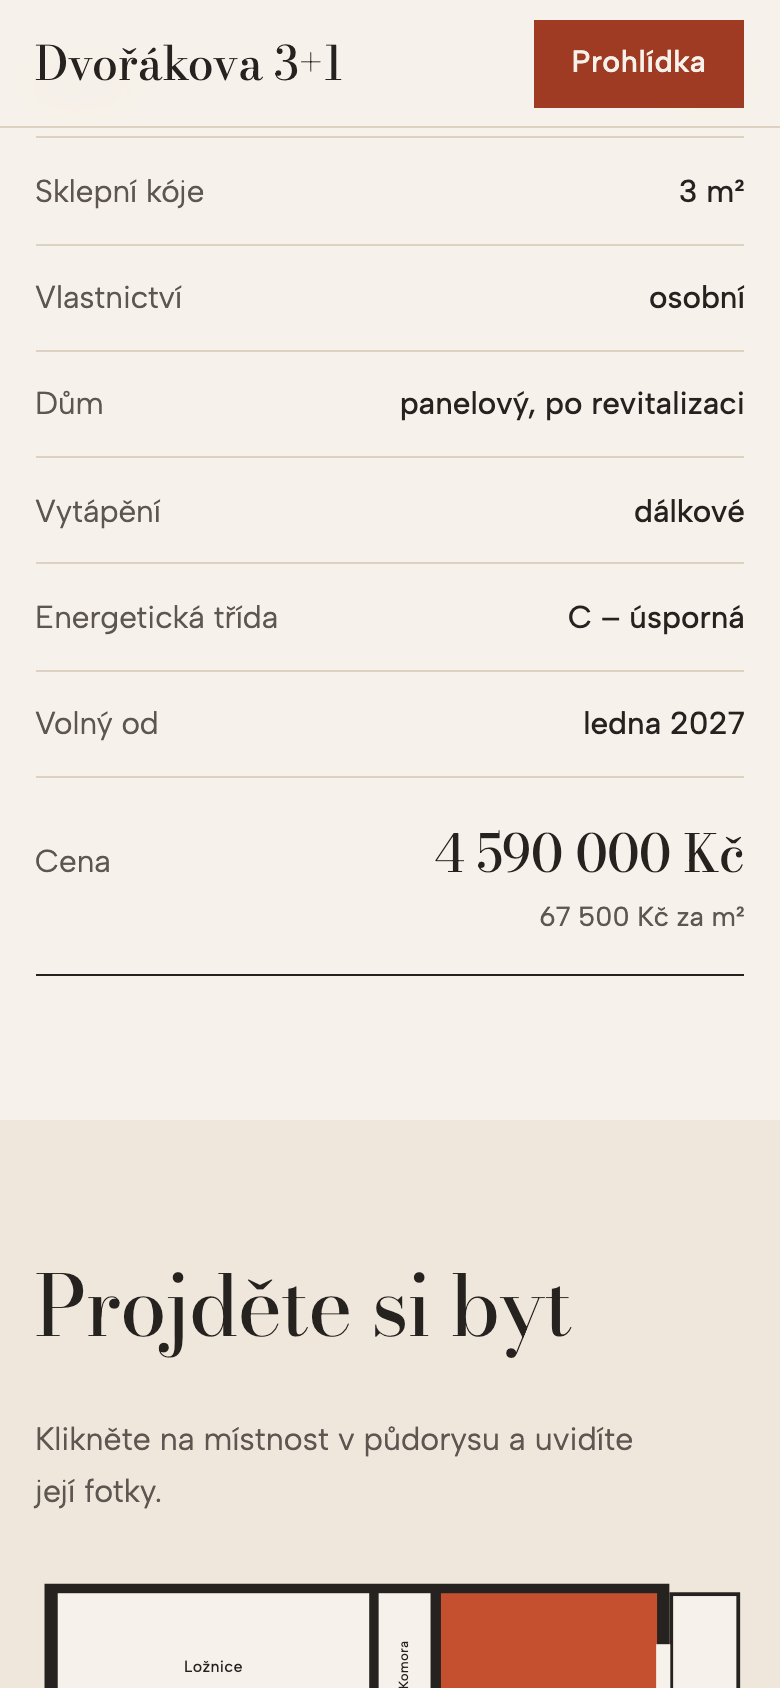 Dvořákova 3+1
Prohlídka
Sklepní kóje 3 m²
Vlastnictví osobní
Dům panelový, po revitalizaci
Vytápění dálkové
Energetická třída C – úsporná
Volný od ledna 2027
Cena 4 590 000 Kč
67 500 Kč za m²
Projděte si byt
Klikněte na místnost v půdorysu a uvidíte
její fotky.
Ložnice
Komora